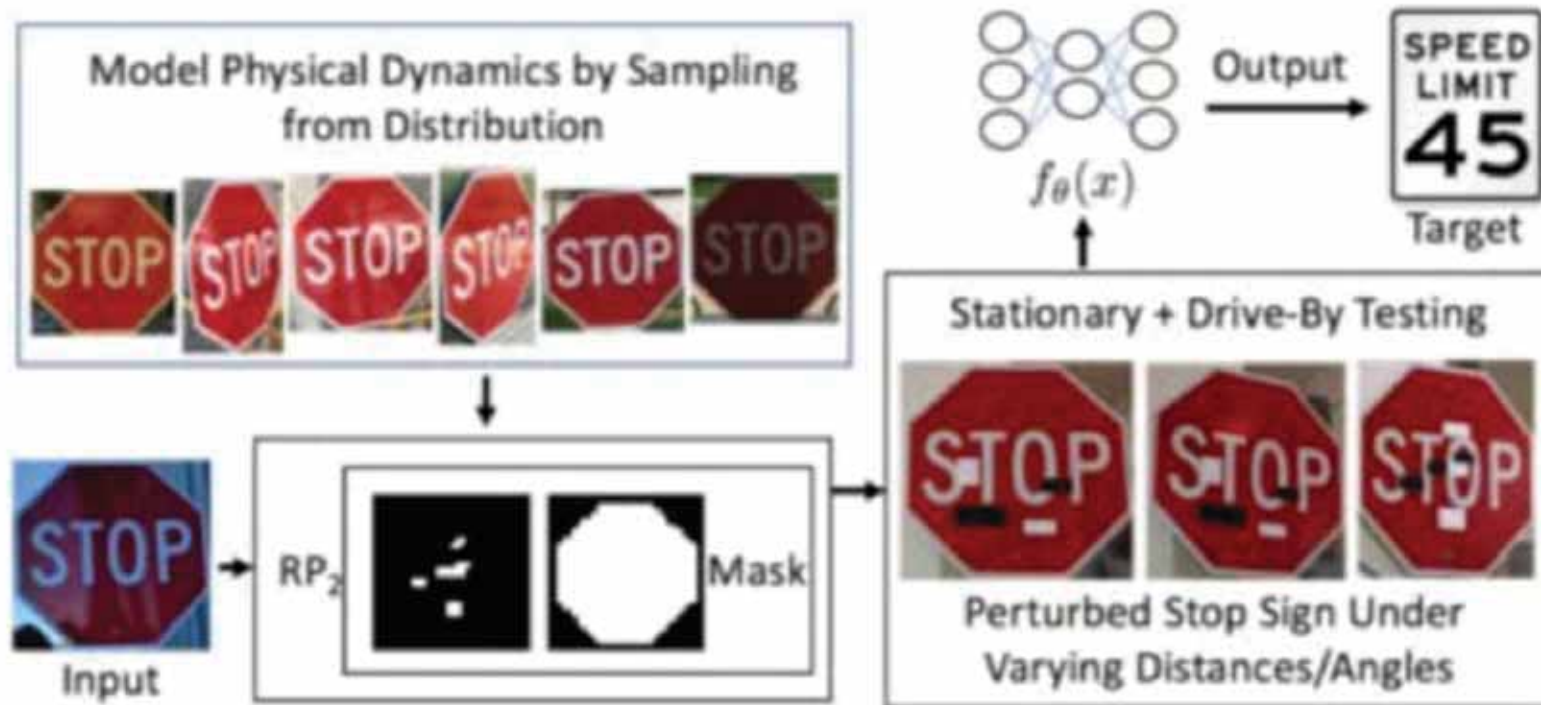 Model Physical Dynamics by Sampling
from Distribution
STOP
STOP
STOP
STOP
STOP
STOP
Output
SPEED
LIMIT
45
f_θ(x)
Target
Stationary + Drive-By Testing
STOP
STOP
STOP
Perturbed Stop Sign Under
Varying Distances/Angles
STOP
Input
RP₂
Mask